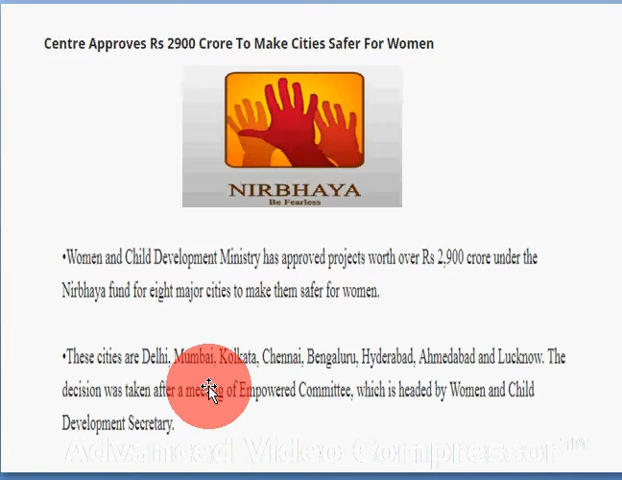 Centre Approves Rs 2900 Crore To Make Cities Safer For Women
NIRBHAYA
Be Fearless
•Women and Child Development Ministry has approved projects worth over Rs 2,900 crore under the
Nirbhaya fund for eight major cities to make them safer for women.
•These cities are Delhi, Mumbai, Kolkata, Chennai, Bengaluru, Hyderabad, Ahmedabad and Lucknow. The
decision was taken after a meeting of Empowered Committee, which is headed by Women and Child
Development Secretary.
Advanced Video Compressor™